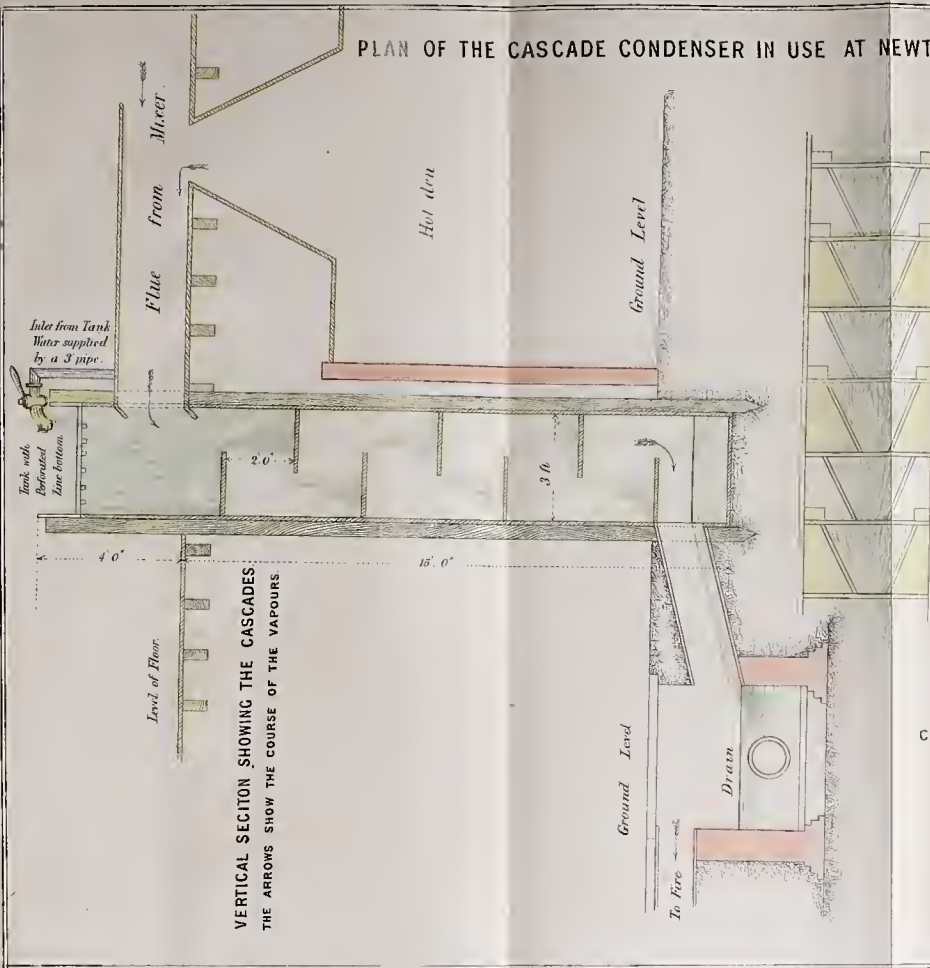 PLAN OF THE CASCADE CONDENSER IN USE AT NEWT
Mixer.
from
Flue
Hot den
Ground Level
Inlet from Tank
Water supplied
by a 3" pipe.
Tank with
Perforated
Zinc bottom
2'.0"
3 ft
4'.0"
15'.0"
Level of Floor.
VERTICAL SECITON SHOWING THE CASCADES.
THE ARROWS SHOW THE COURSE OF THE VAPOURS.
Ground Level
Drain
To Fire
C